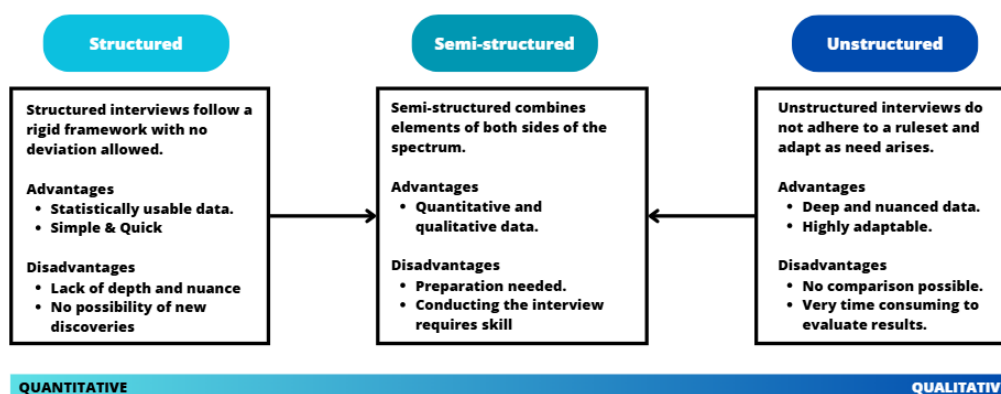 Structured
Structured interviews follow a
rigid framework with no
deviation allowed.
Advantages
• Statistically usable data.
• Simple & Quick
Disadvantages
• Lack of depth and nuance
• No possibility of new
discoveries
Semi-structured
Semi-structured combines
elements of both sides of the
spectrum.
Advantages
• Quantitative and
qualitative data.
Disadvantages
• Preparation needed.
• Conducting the interview
requires skill
Unstructured
Unstructured interviews do
not adhere to a ruleset and
adapt as need arises.
Advantages
• Deep and nuanced data.
• Highly adaptable.
Disadvantages
• No comparison possible.
• Very time consuming to
evaluate results.
QUANTITATIVE
QUALITATIV